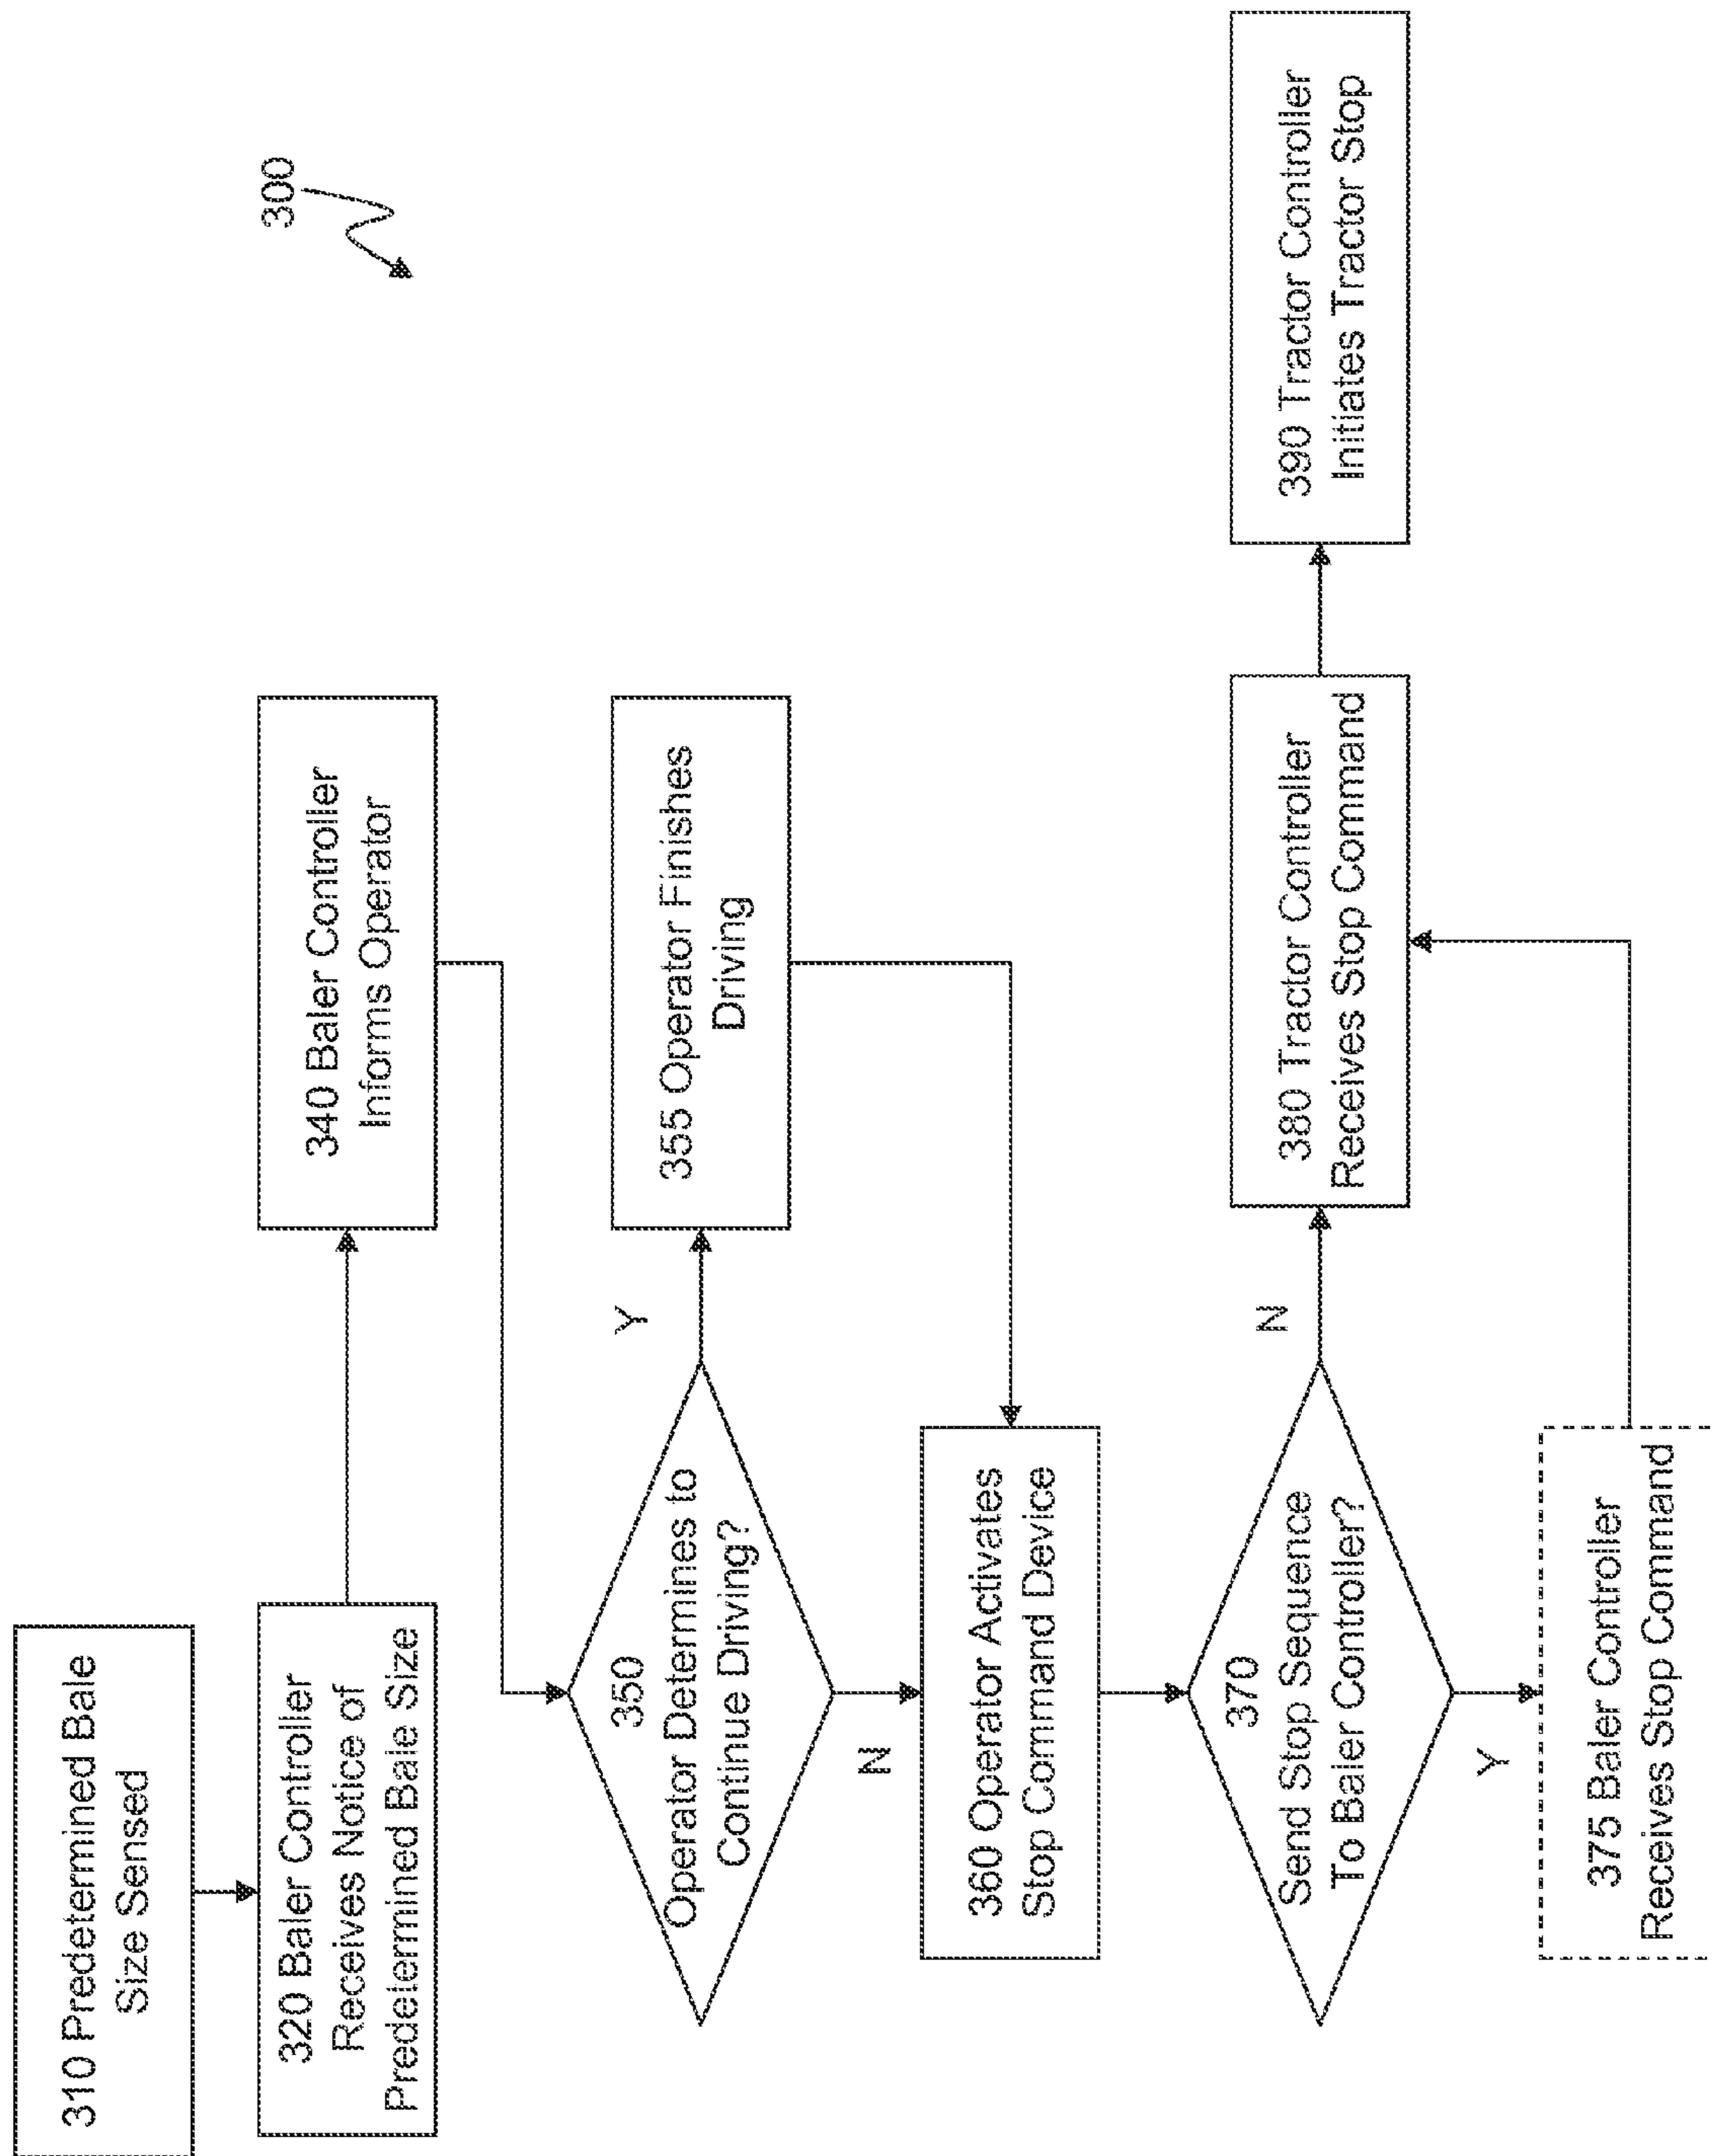 300
310 Predetermined Bale
Size Sensed
320 Baler Controller
Receives Notice of
Predetermined Bale Size
340 Baler Controller
Informs Operator
350
Operator Determines to
Continue Driving?
Y
355 Operator Finishes
Driving
N
360 Operator Activates
Stop Command Device
370
Send Stop Sequence
To Baler Controller?
N
380 Tractor Controller
Receives Stop Command
390 Tractor Controller
Initiates Tractor Stop
Y
375 Baler Controller
Receives Stop Command